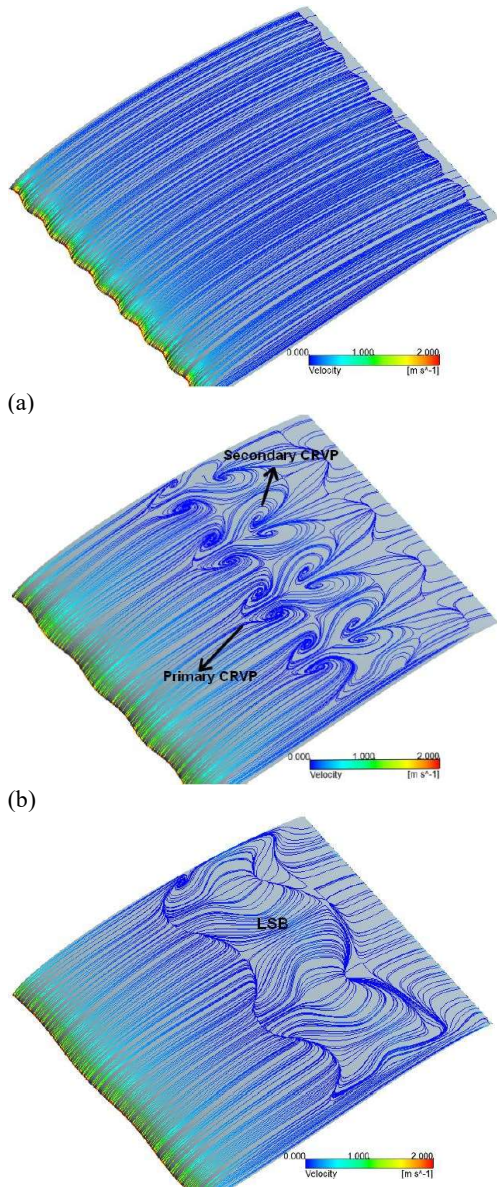 0.000 1.000 2.000
Velocity [m s^-1]
(a)
Secondary CRVP
Primary CRVP
0.000 1.000 2.000
Velocity [m s^-1]
(b)
LSB
0.000 1.000 2.000
Velocity [m s^-1]